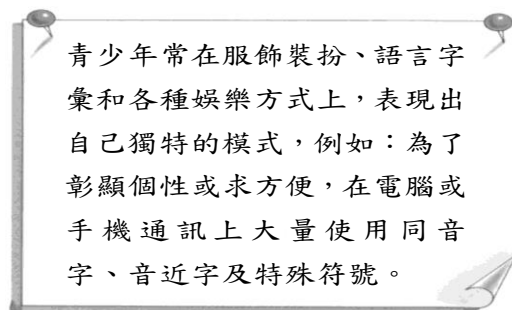 青少年常在服飾裝扮、語言字
彙和各種娛樂方式上，表現出
自己獨特的模式，例如：為了
彰顯個性或求方便，在電腦或
手機通訊上大量使用同音
字、音近字及特殊符號。